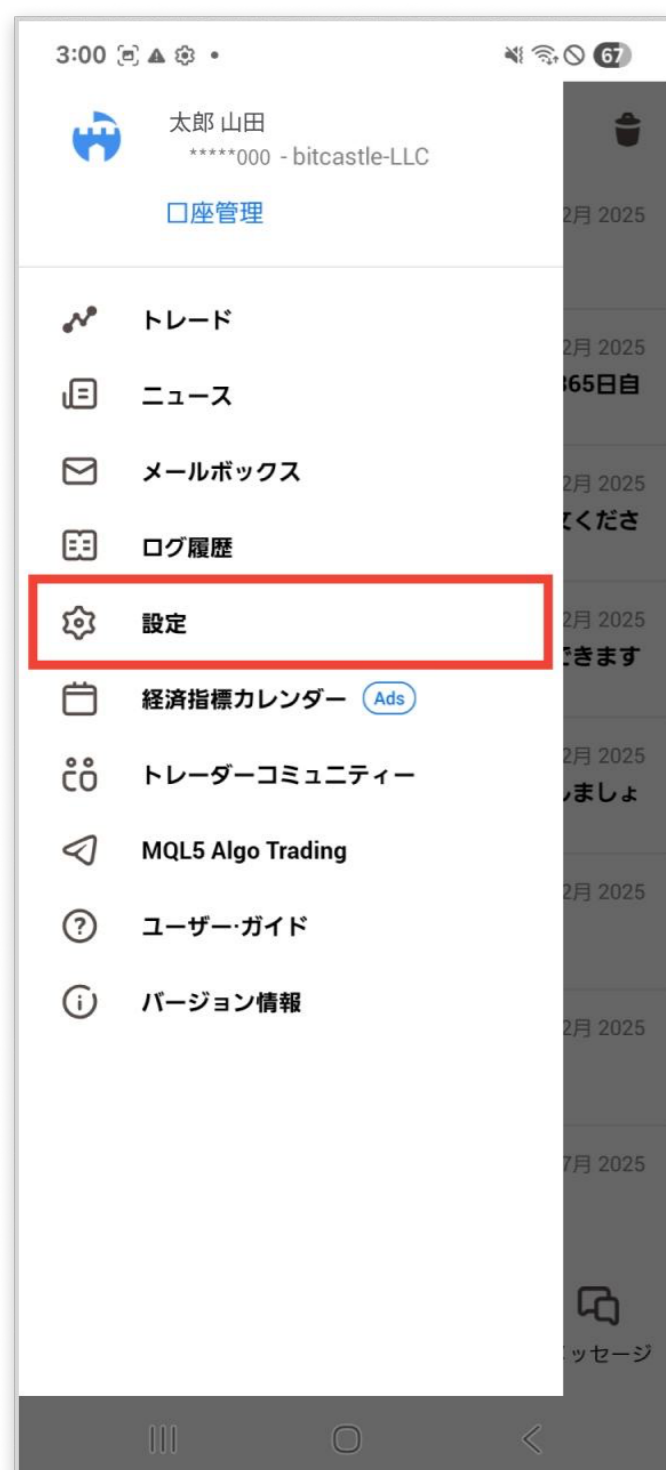 3:00
67
太郎 山田
*****000 - bitcastle-LLC
口座管理
2月 2025
トレード
2月 2025
365日自
ニュース
メールボックス
2月 2025
てくださ
ログ履歴
設定
2月 2025
できます
経済指標カレンダー Ads
トレーダーコミュニティー
2月 2025
しましょ
MQL5 Algo Trading
2月 2025
ユーザー·ガイド
バージョン情報
2月 2025
7月 2025
ッセージ